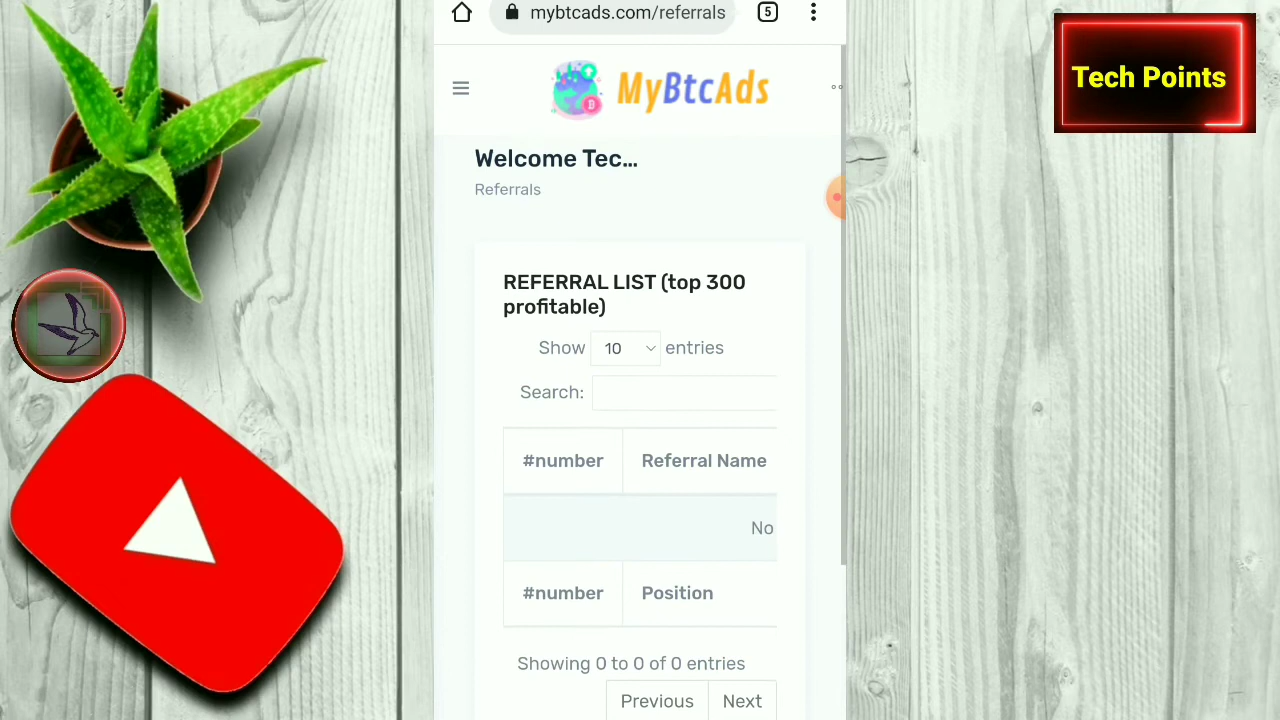 mybtcads.com/referrals
5
MyBtcAds
Tech Points
Welcome Tec...
Referrals
REFERRAL LIST (top 300
profitable)
Show 10 entries
Search:
#number Referral Name
No
#number Position
Showing 0 to 0 of 0 entries
Previous Next